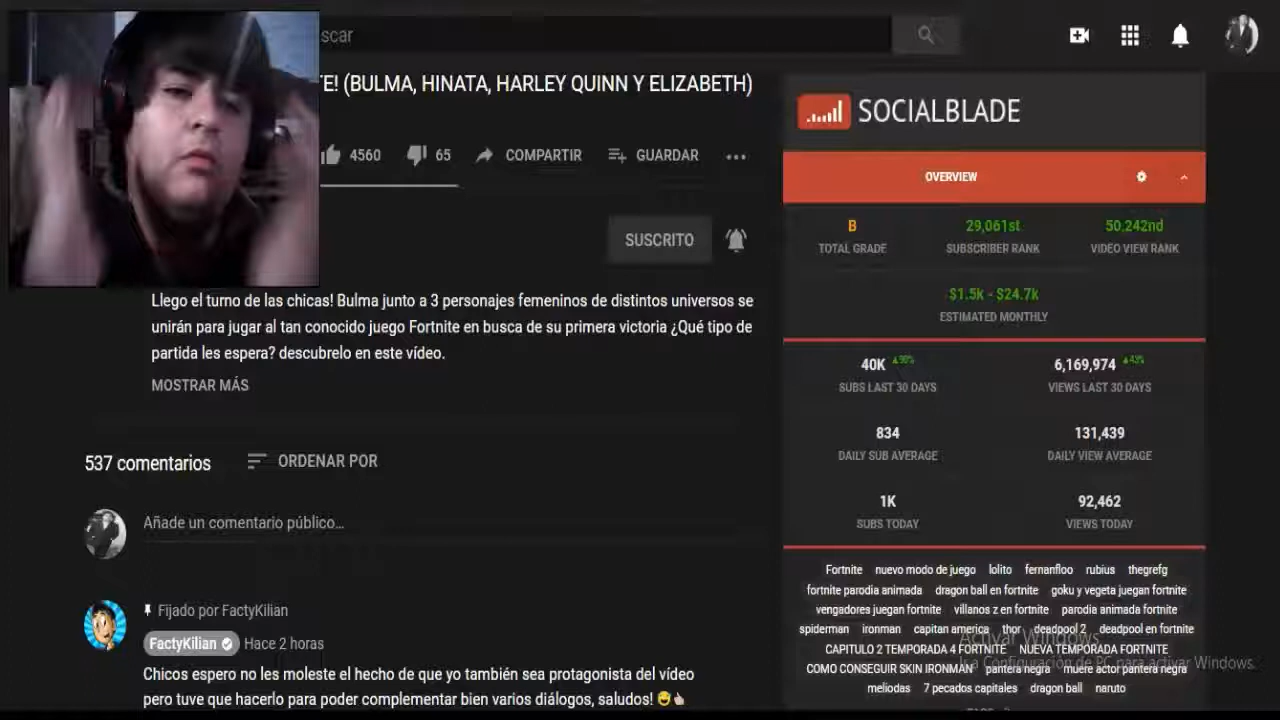 scar
TE! (BULMA, HINATA, HARLEY QUINN Y ELIZABETH)
4560
65
COMPARTIR
GUARDAR
SUSCRITO
Llego el turno de las chicas! Bulma junto a 3 personajes femeninos de distintos universos se
unirán para jugar al tan conocido juego Fortnite en busca de su primera victoria ¿Qué tipo de
partida les espera? descubrelo en este vídeo.
MOSTRAR MÁS
537 comentarios
ORDENAR POR
Añade un comentario público...
Fijado por FactyKilian
FactyKilian Hace 2 horas
Chicos espero no les moleste el hecho de que yo también sea protagonista del vídeo
pero tuve que hacerlo para poder complementar bien varios diálogos, saludos!
SOCIALBLADE
OVERVIEW
B 29,061st 50,242nd
TOTAL GRADE SUBSCRIBER RANK VIDEO VIEW RANK
$1.5k - $24.7k
ESTIMATED MONTHLY
40K ▲90% 6,169,974 ▲43%
SUBS LAST 30 DAYS VIEWS LAST 30 DAYS
834 131,439
DAILY SUB AVERAGE DAILY VIEW AVERAGE
1K 92,462
SUBS TODAY VIEWS TODAY
Fortnite nuevo modo de juego lolito fernanfloo rubius thegrefg
fortnite parodia animada dragon ball en fortnite goku y vegeta juegan fortnite
vengadores juegan fortnite villanos z en fortnite parodia animada fortnite
spiderman ironman capitan america thor deadpool 2 deadpool en fortnite
CAPITULO 2 TEMPORADA 4 FORTNITE NUEVA TEMPORADA FORTNITE
COMO CONSEGUIR SKIN IRONMAN pantera negra muere actor pantera negra
meliodas 7 pecados capitales dragon ball naruto
Activar Windows
Ir a Configuración de PC para activar Windows.